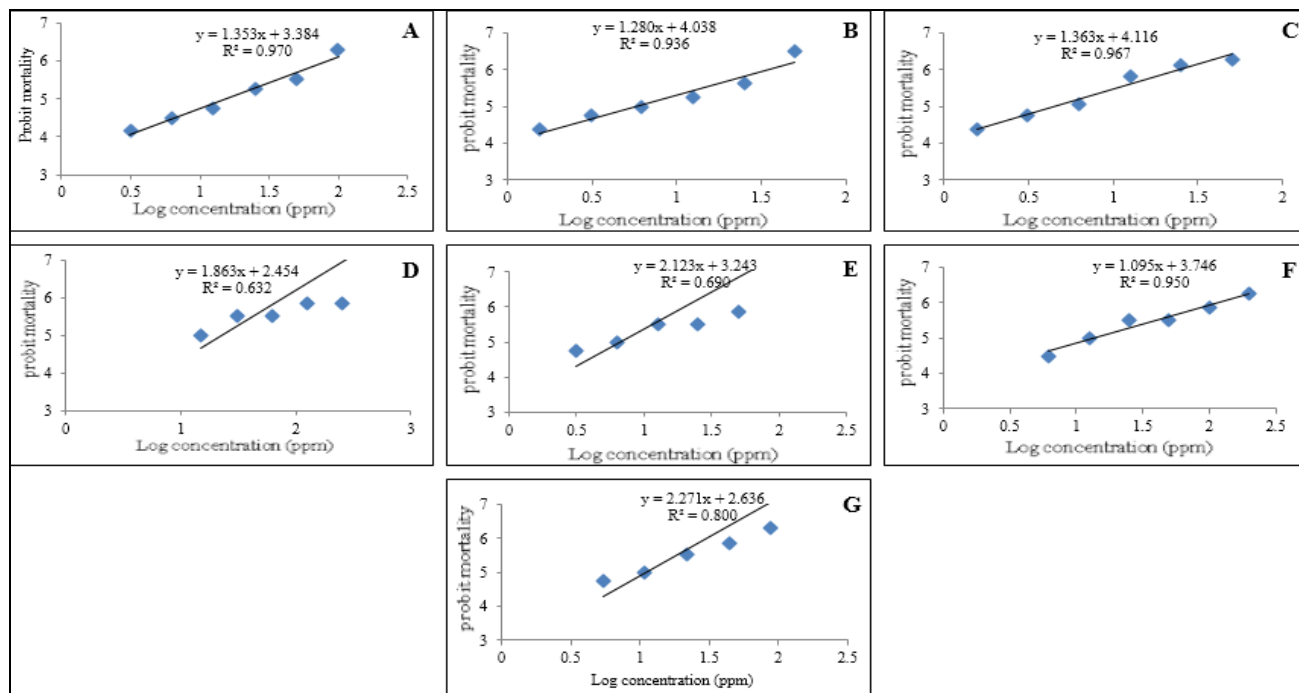 A
y = 1.353x + 3.384
R² = 0.970
Probit mortality
7
6
5
4
3
0
0.5
1
1.5
2
2.5
Log concentration (ppm)
B
y = 1.280x + 4.038
R² = 0.936
probit mortality
7
6
5
4
3
0
0.5
1
1.5
2
Log concentration (ppm)
C
y = 1.363x + 4.116
R² = 0.967
probit mortality
7
6
5
4
3
0
0.5
1
1.5
2
Log concentration (ppm)
D
y = 1.863x + 2.454
R² = 0.632
probit mortality
7
6
5
4
3
0
1
2
3
Log concentration (ppm)
E
y = 2.123x + 3.243
R² = 0.690
probit mortality
7
6
5
4
3
0
0.5
1
1.5
2
2.5
Log concentration (ppm)
F
y = 1.095x + 3.746
R² = 0.950
probit mortality
7
6
5
4
3
0
0.5
1
1.5
2
2.5
Log concentration (ppm)
G
y = 2.271x + 2.636
R² = 0.800
probit mortality
7
6
5
4
3
0
0.5
1
1.5
2
2.5
Log concentration (ppm)